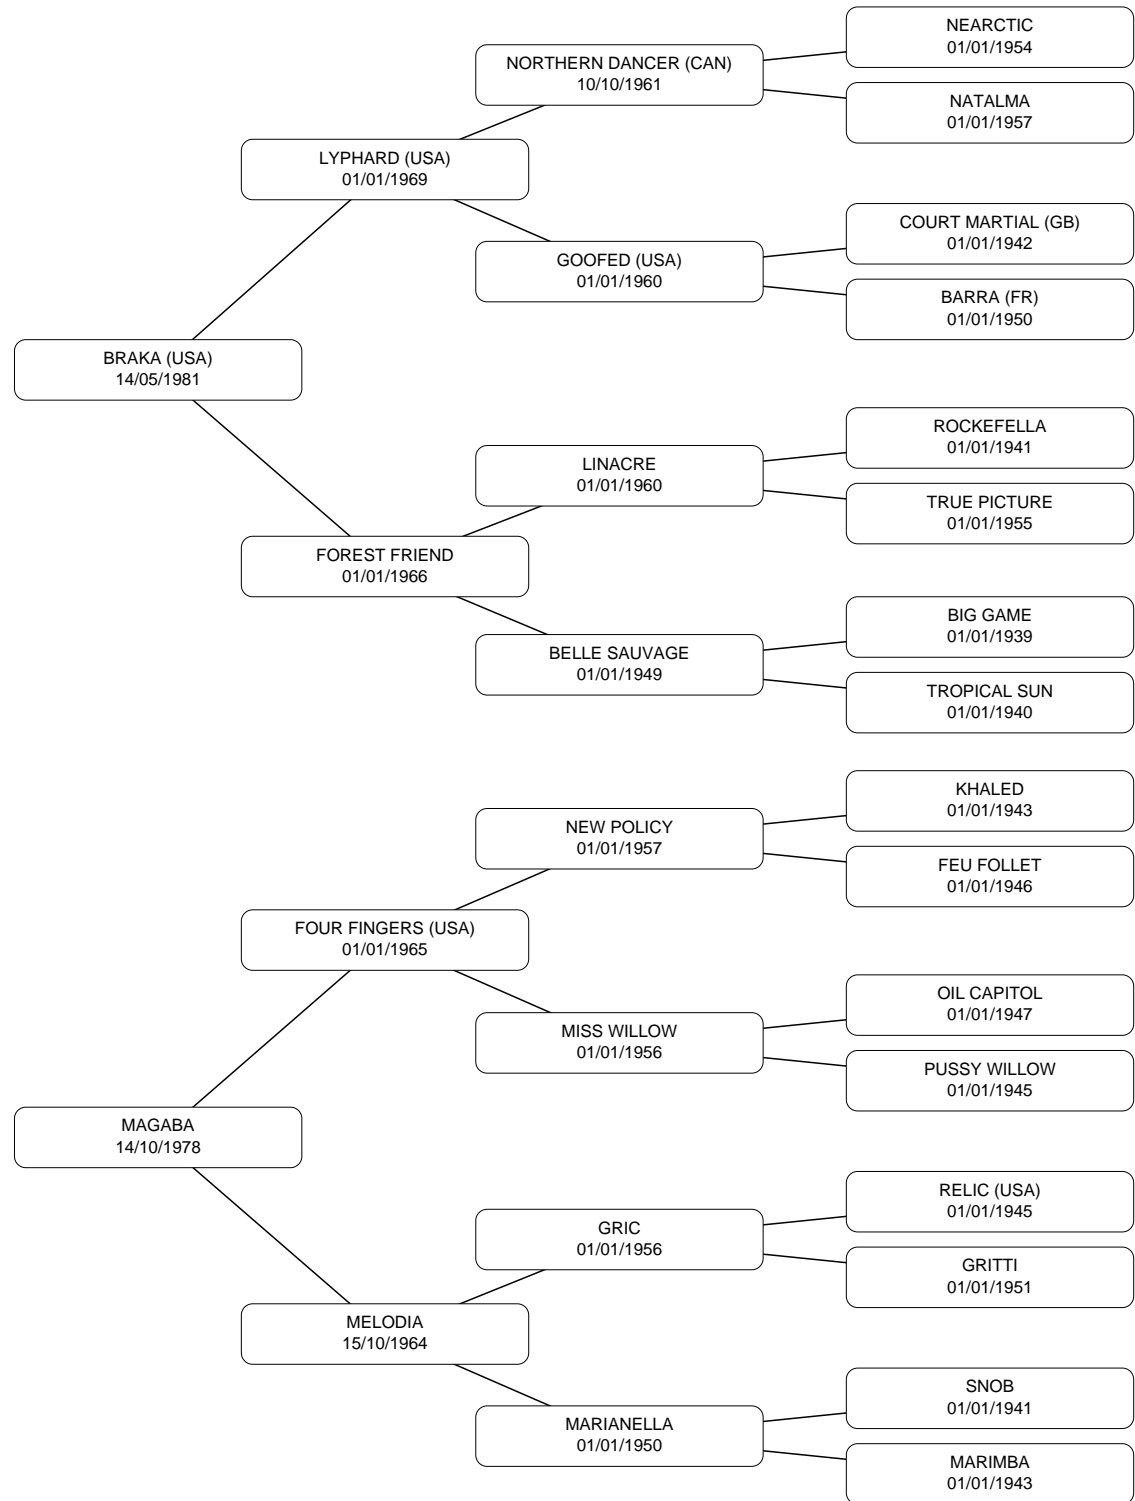 NEARCTIC
01/01/1954
NORTHERN DANCER (CAN)
10/10/1961
NATALMA
01/01/1957
LYPHARD (USA)
01/01/1969
COURT MARTIAL (GB)
01/01/1942
GOOFED (USA)
01/01/1960
BARRA (FR)
01/01/1950
BRAKA (USA)
14/05/1981
ROCKEFELLA
01/01/1941
LINACRE
01/01/1960
TRUE PICTURE
01/01/1955
FOREST FRIEND
01/01/1966
BIG GAME
01/01/1939
BELLE SAUVAGE
01/01/1949
TROPICAL SUN
01/01/1940
KHALED
01/01/1943
NEW POLICY
01/01/1957
FEU FOLLET
01/01/1946
FOUR FINGERS (USA)
01/01/1965
OIL CAPITOL
01/01/1947
MISS WILLOW
01/01/1956
PUSSY WILLOW
01/01/1945
MAGABA
14/10/1978
RELIC (USA)
01/01/1945
GRIC
01/01/1956
GRITTI
01/01/1951
MELODIA
15/10/1964
SNOB
01/01/1941
MARIANELLA
01/01/1950
MARIMBA
01/01/1943